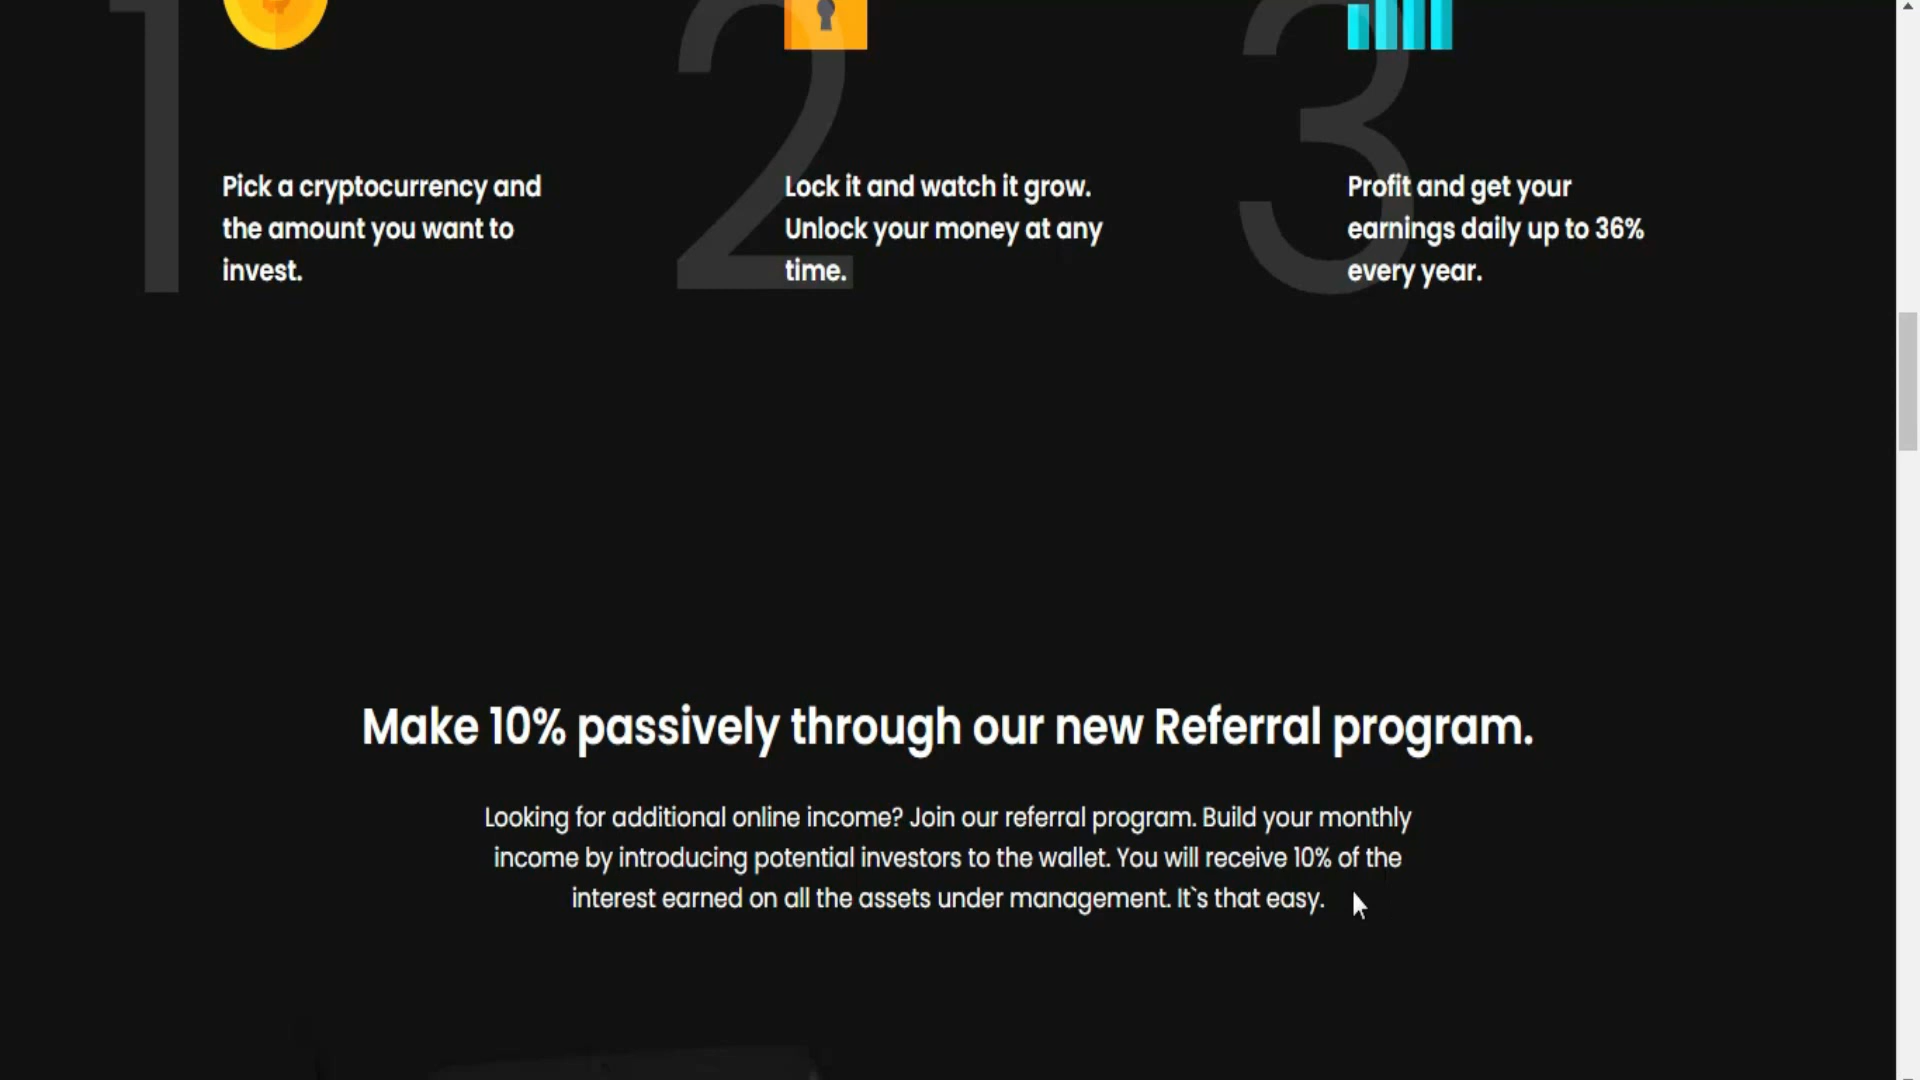 1
Pick a cryptocurrency and
the amount you want to
invest.
2
Lock it and watch it grow.
Unlock your money at any
time.
3
Profit and get your
earnings daily up to 36%
every year.
Make 10% passively through our new Referral program.
Looking for additional online income? Join our referral program. Build your monthly
income by introducing potential investors to the wallet. You will receive 10% of the
interest earned on all the assets under management. It`s that easy.